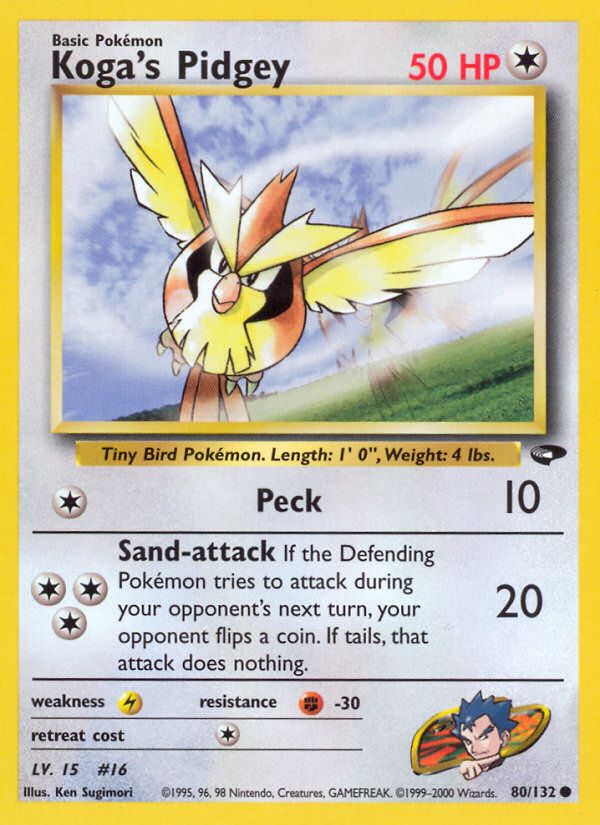 Basic Pokémon
Koga's Pidgey 50 HP
Tiny Bird Pokémon. Length: 1' 0", Weight: 4 lbs.
Peck 10
Sand-attack If the Defending
Pokémon tries to attack during
your opponent's next turn, your
opponent flips a coin. If tails, that
attack does nothing.
20
weakness resistance -30
retreat cost
LV. 15 #16
Illus. Ken Sugimori ©1995, 96, 98 Nintendo, Creatures, GAMEFREAK. ©1999-2000 Wizards. 80/132